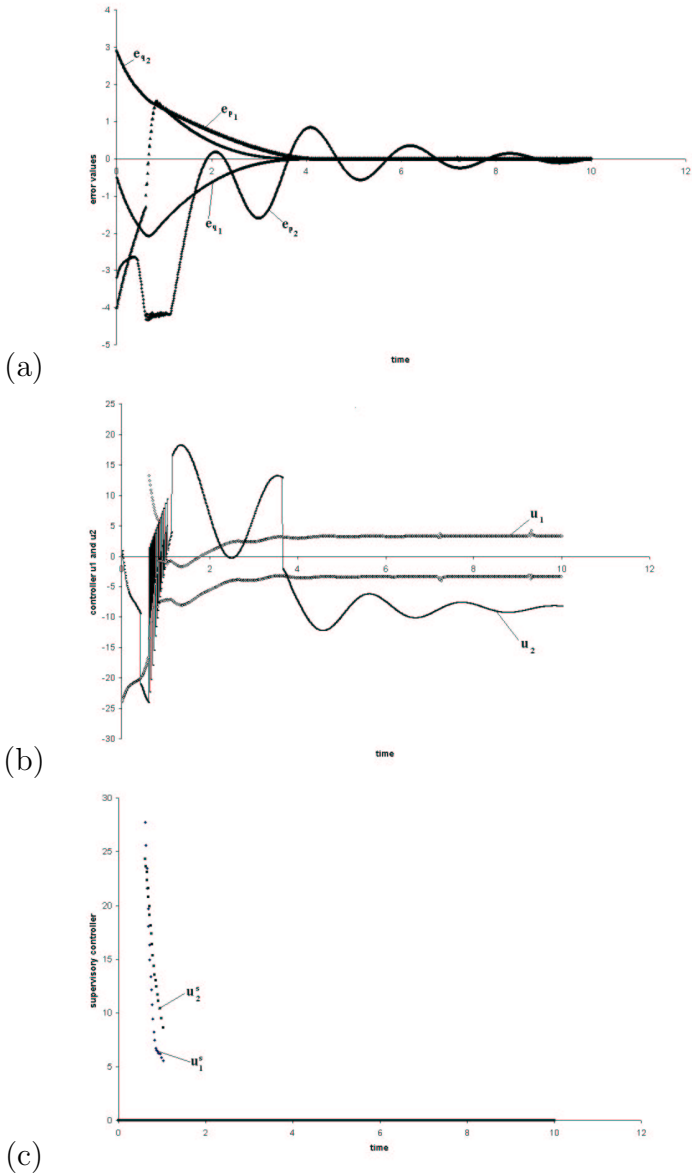 4
3
2
1
0
-1
-2
-3
-4
-5
error values
0
2
4
6
8
10
12
time
e_{q_2}
e_{p_1}
e_{q_1}
e_{p_2}
(a)
25
20
15
10
5
0
-5
-10
-15
-20
-25
-30
controller u1 and u2
0
2
4
6
8
10
12
time
u_1
u_2
(b)
30
25
20
15
10
5
0
supervisory controller
0
2
4
6
8
10
12
time
u_2^s
u_1^s
(c)